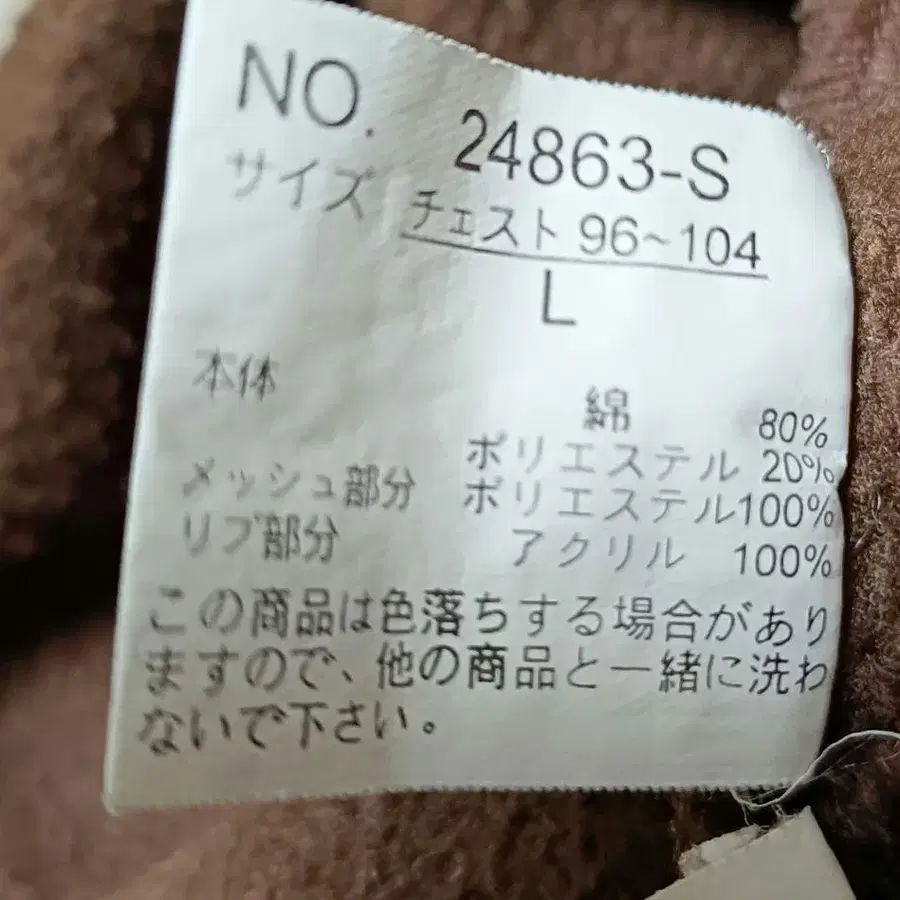 NO. 24863-S
サイズ チェスト 96~104
L
本体 綿 80%
ポリエステル 20%
メッシュ部分 ポリエステル100%
リブ部分 アクリル 100%
この商品は色落ちする場合があり
ますので、他の商品と一緒に洗わ
ないで下さい。